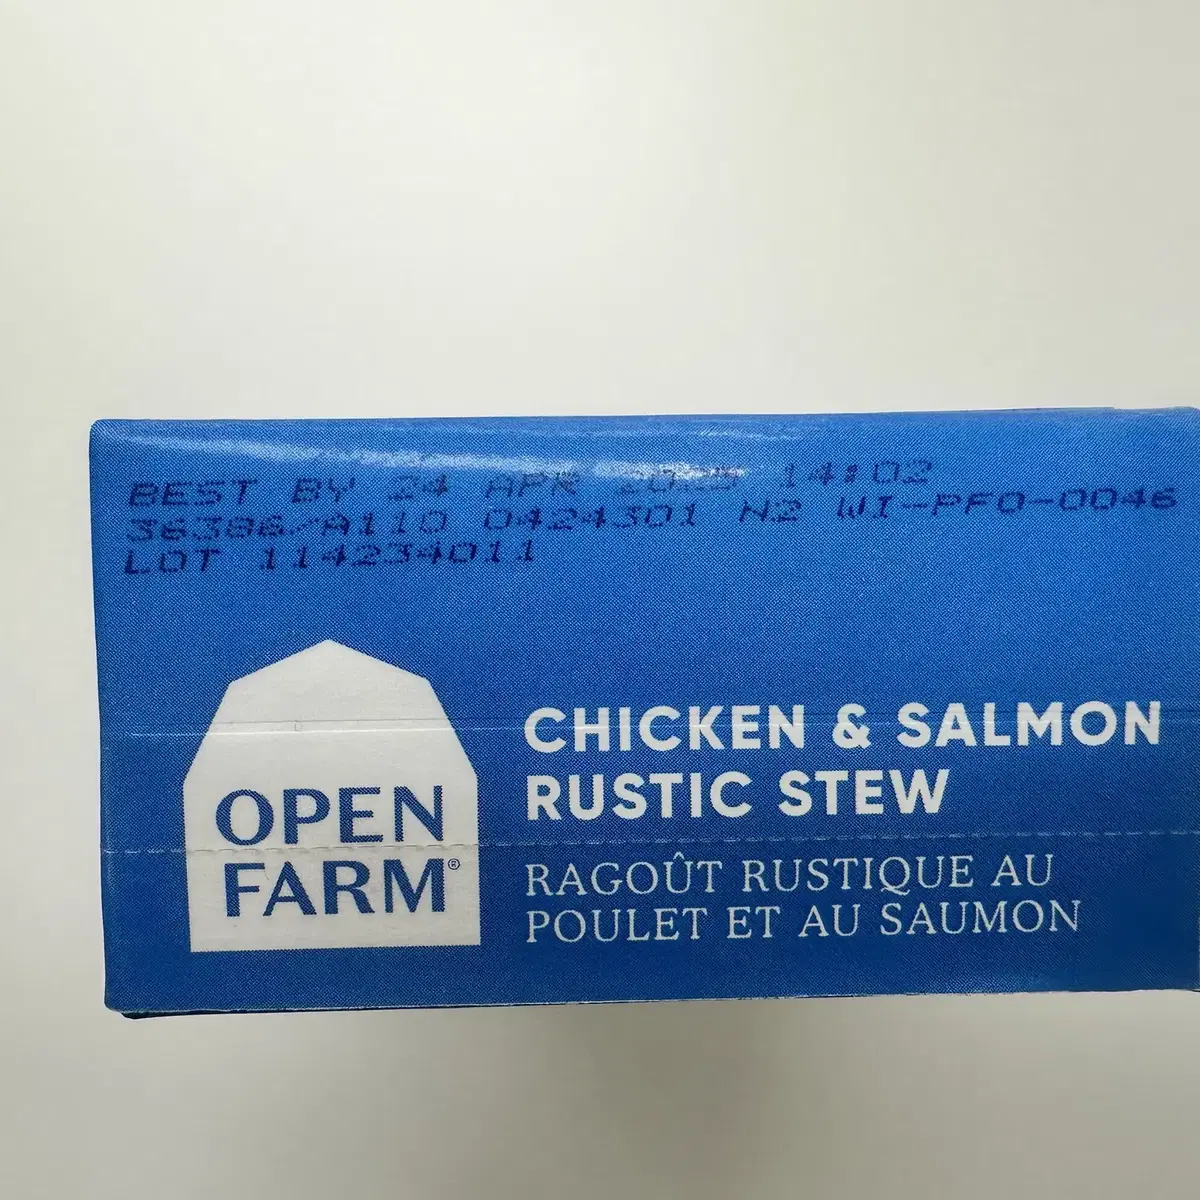 BEST BY 24 APR 2025 14:02
36386/A110 0424301 N2 WI-PFO-0046
LOT 114234011
OPEN
FARM®
CHICKEN & SALMON
RUSTIC STEW
RAGOÛT RUSTIQUE AU
POULET ET AU SAUMON